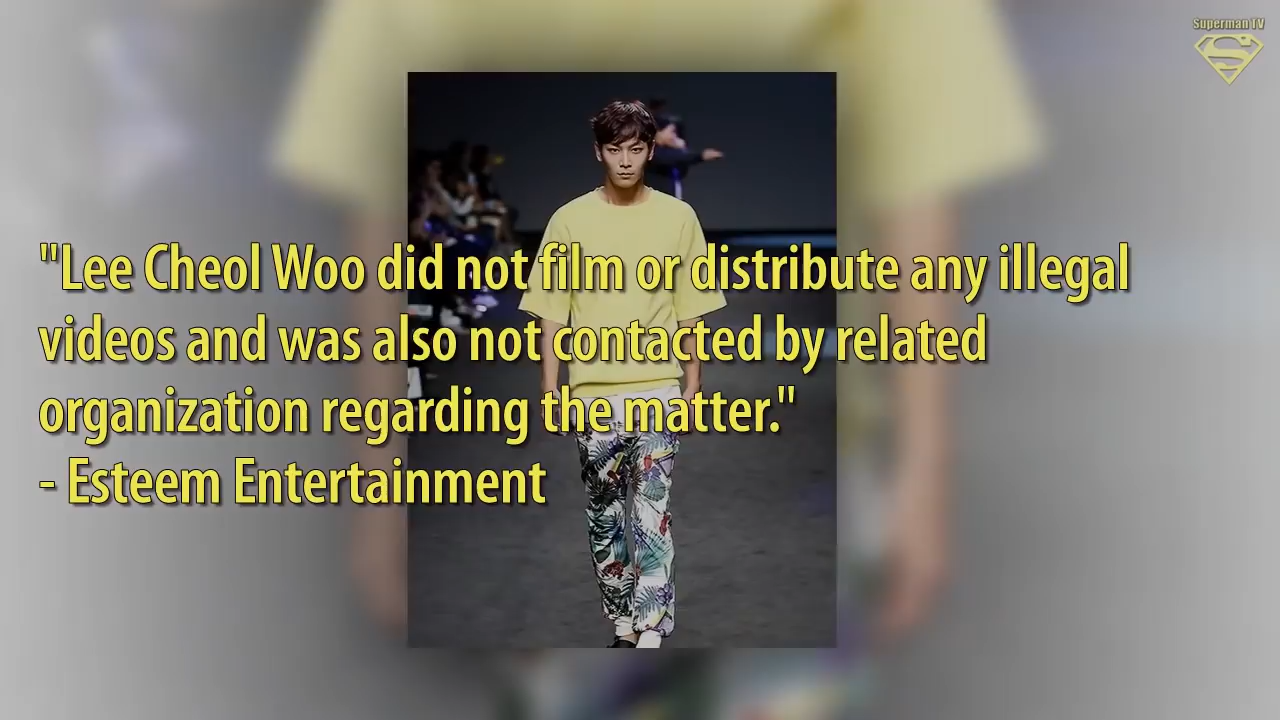 Superman TV
S
"Lee Cheol Woo did not film or distribute any illegal
videos and was also not contacted by related
organization regarding the matter."
- Esteem Entertainment